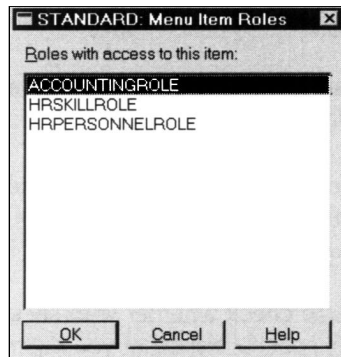 STANDARD: Menu Item Roles
Roles with access to this item:
ACCOUNTINGROLE
HRSKILLROLE
HRPERSONNELROLE
OK Cancel Help